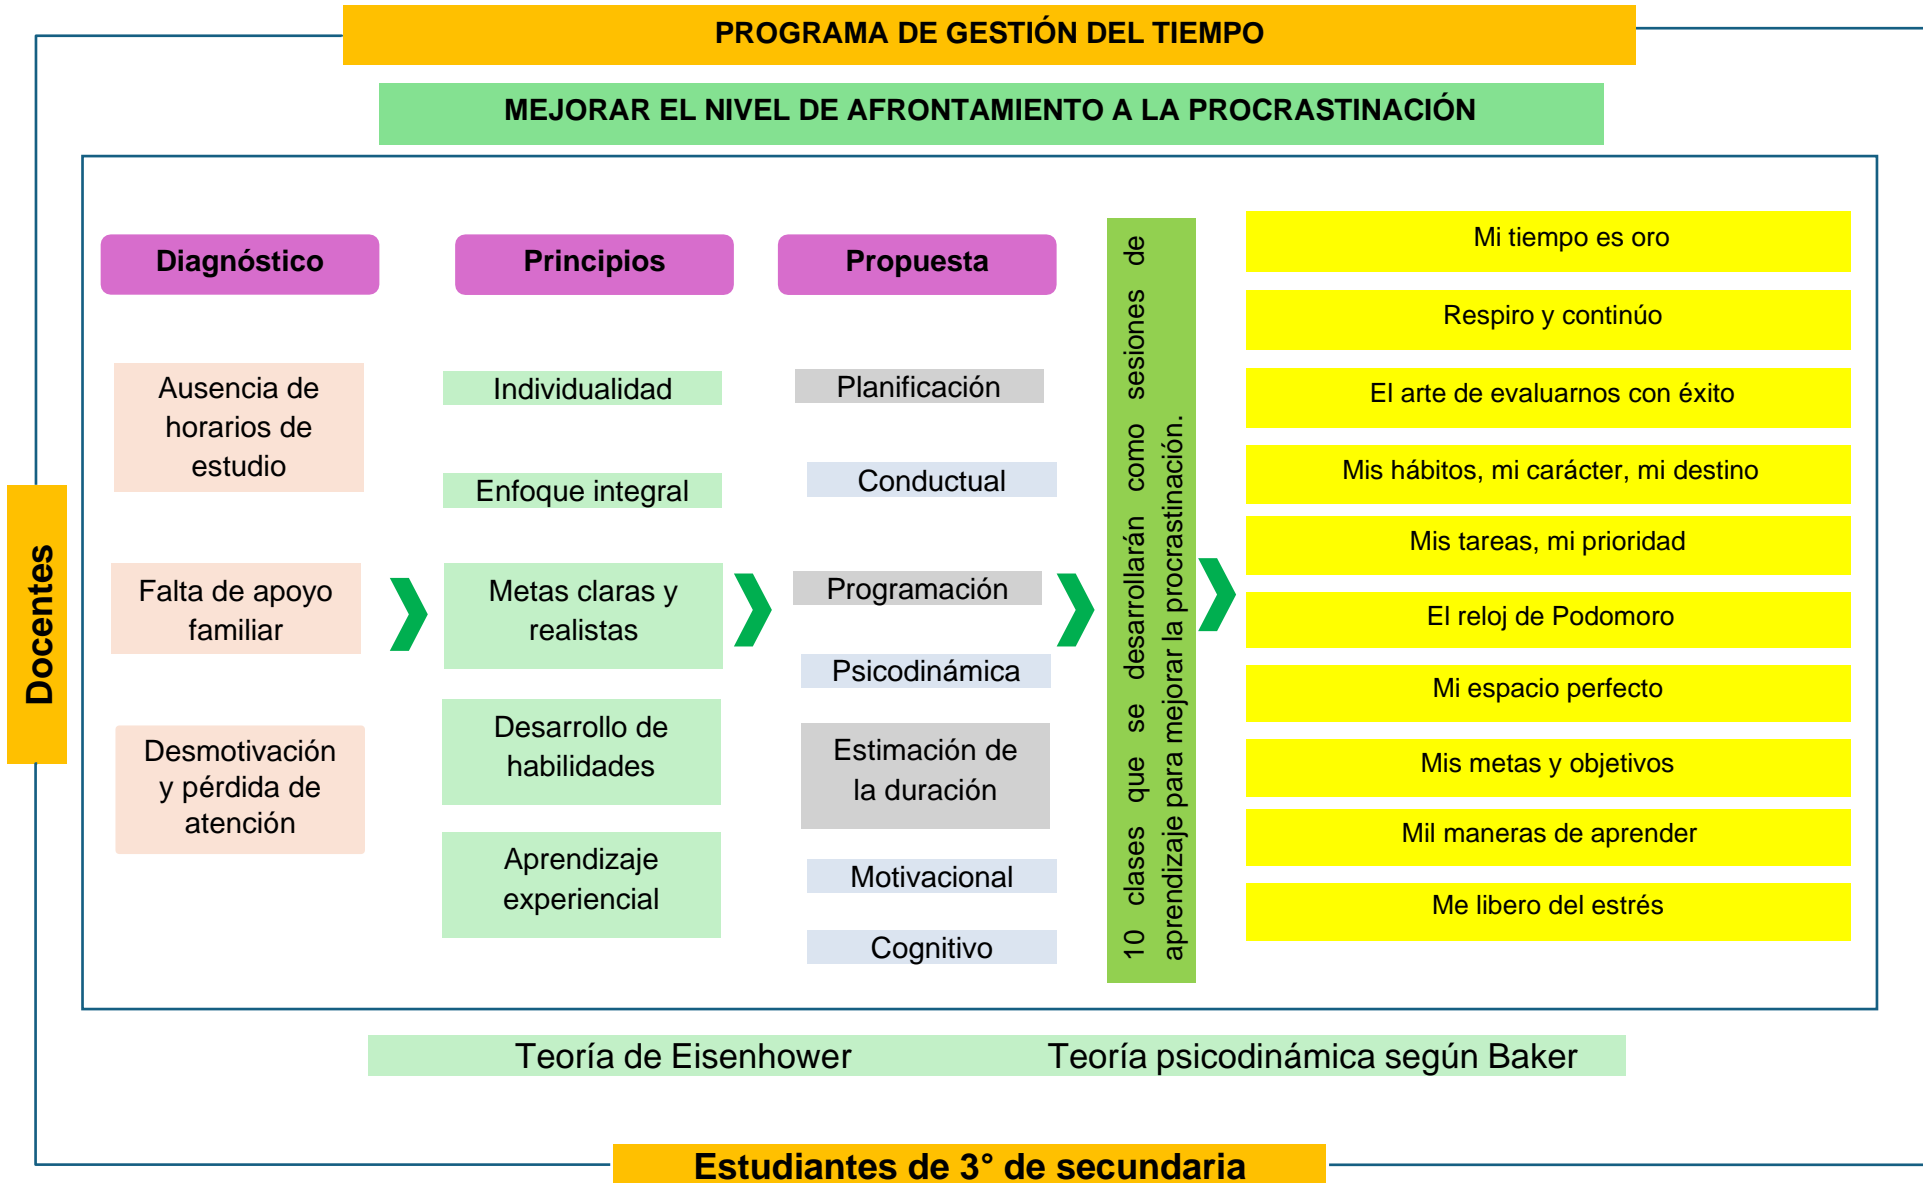 PROGRAMA DE GESTIÓN DEL TIEMPO
MEJORAR EL NIVEL DE AFRONTAMIENTO A LA PROCRASTINACIÓN
Docentes
Diagnóstico
Ausencia de
horarios de
estudio
Falta de apoyo
familiar
Desmotivación
y pérdida de
atención
Principios
Individualidad
Enfoque integral
Metas claras y
realistas
Desarrollo de
habilidades
Aprendizaje
experiencial
Propuesta
Planificación
Conductual
Programación
Psicodinámica
Estimación de
la duración
Motivacional
Cognitivo
10 clases que se desarrollarán como sesiones de
aprendizaje para mejorar la procrastinación.
Mi tiempo es oro
Respiro y continúo
El arte de evaluarnos con éxito
Mis hábitos, mi carácter, mi destino
Mis tareas, mi prioridad
El reloj de Podomoro
Mi espacio perfecto
Mis metas y objetivos
Mil maneras de aprender
Me libero del estrés
Teoría de Eisenhower Teoría psicodinámica según Baker
Estudiantes de 3° de secundaria